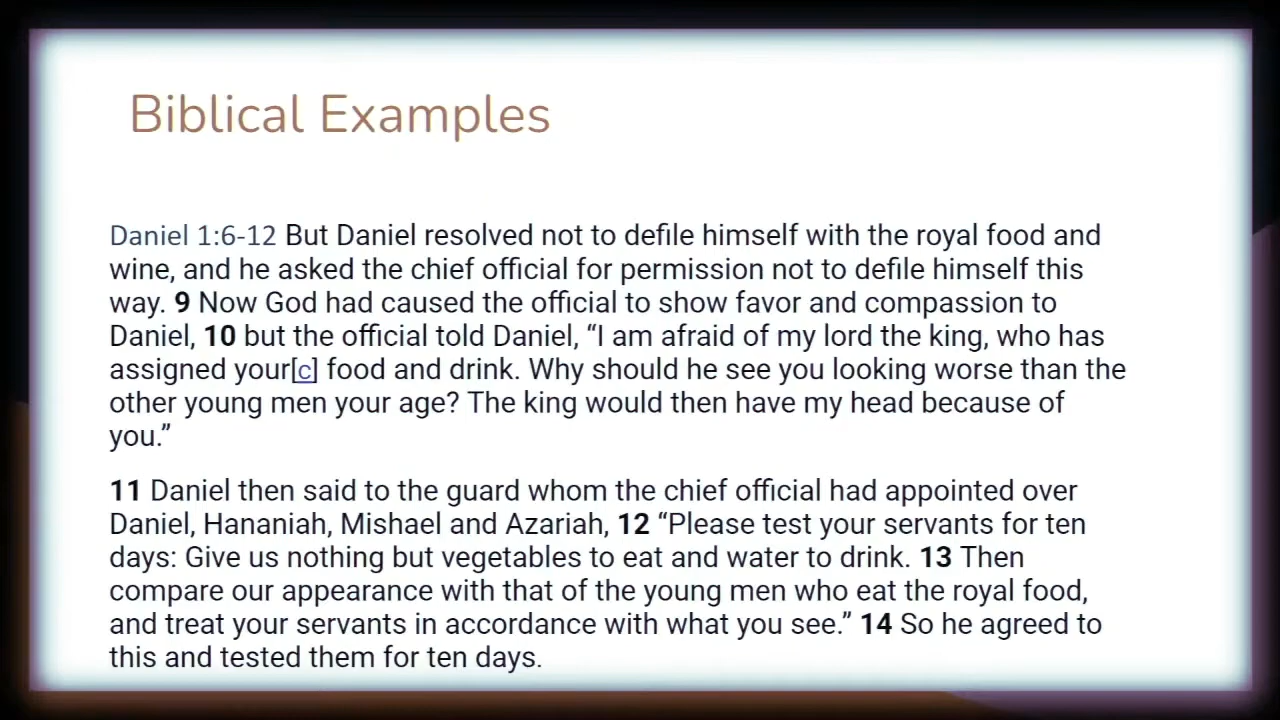 Biblical Examples
Daniel 1:6-12 But Daniel resolved not to defile himself with the royal food and
wine, and he asked the chief official for permission not to defile himself this
way. 9 Now God had caused the official to show favor and compassion to
Daniel, 10 but the official told Daniel, “I am afraid of my lord the king, who has
assigned your[c] food and drink. Why should he see you looking worse than the
other young men your age? The king would then have my head because of
you.”
11 Daniel then said to the guard whom the chief official had appointed over
Daniel, Hananiah, Mishael and Azariah, 12 “Please test your servants for ten
days: Give us nothing but vegetables to eat and water to drink. 13 Then
compare our appearance with that of the young men who eat the royal food,
and treat your servants in accordance with what you see.” 14 So he agreed to
this and tested them for ten days.